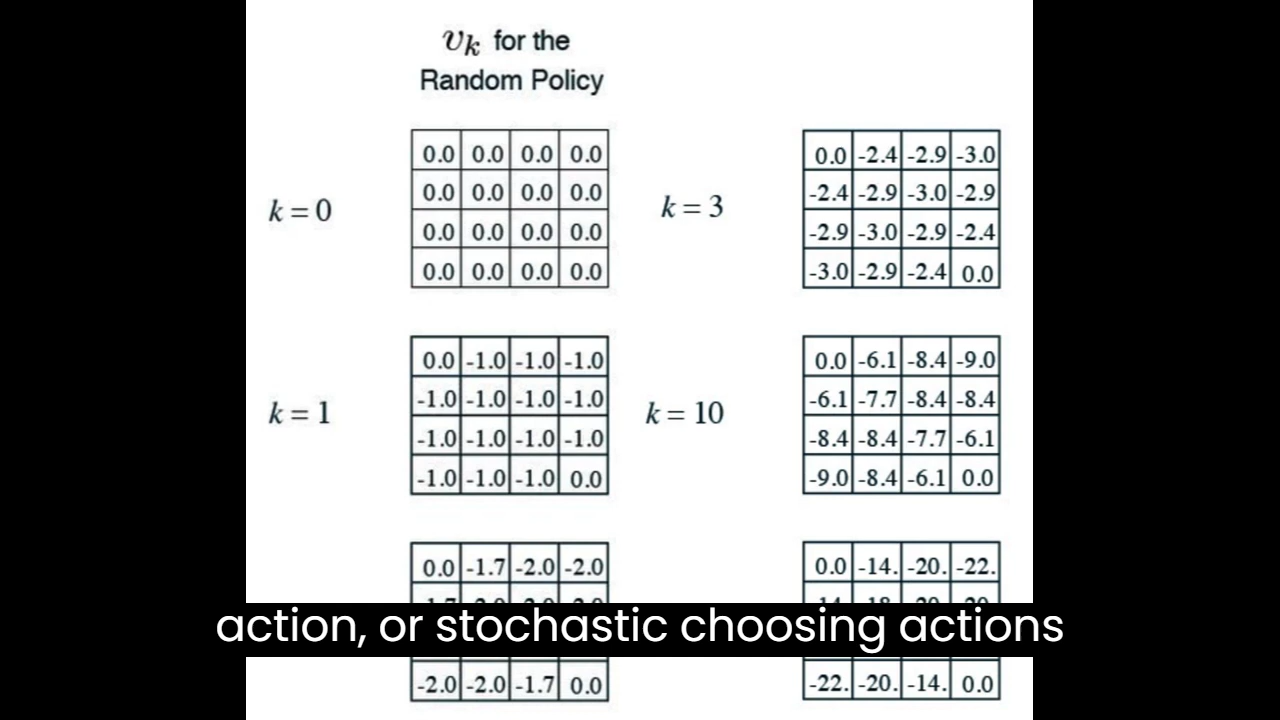 v_k for the
Random Policy
k = 0
0.0 0.0 0.0 0.0
0.0 0.0 0.0 0.0
0.0 0.0 0.0 0.0
0.0 0.0 0.0 0.0
k = 3
0.0 -2.4 -2.9 -3.0
-2.4 -2.9 -3.0 -2.9
-2.9 -3.0 -2.9 -2.4
-3.0 -2.9 -2.4 0.0
k = 1
0.0 -1.0 -1.0 -1.0
-1.0 -1.0 -1.0 -1.0
-1.0 -1.0 -1.0 -1.0
-1.0 -1.0 -1.0 0.0
k = 10
0.0 -6.1 -8.4 -9.0
-6.1 -7.7 -8.4 -8.4
-8.4 -8.4 -7.7 -6.1
-9.0 -8.4 -6.1 0.0
0.0 -1.7 -2.0 -2.0
-2.0 -2.0 -1.7 0.0
0.0 -14. -20. -22.
-22. -20. -14. 0.0
action, or stochastic choosing actions